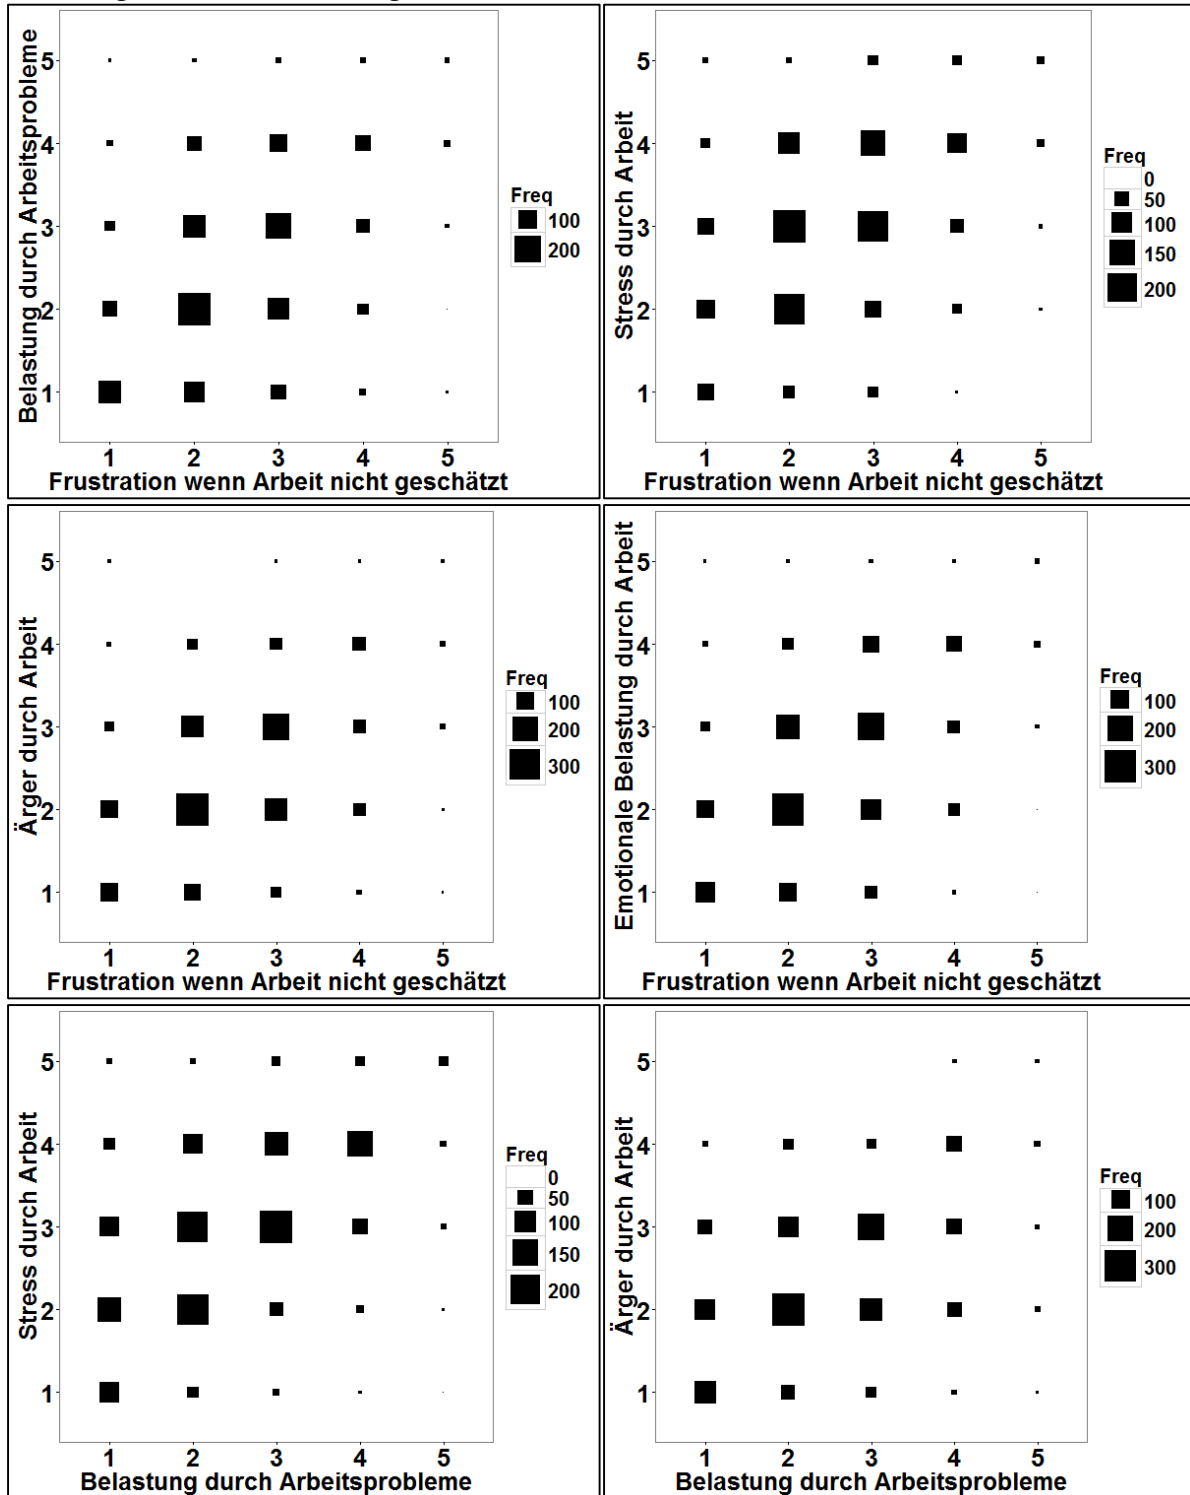 Belastung durch Arbeitsprobleme
5
4
3
2
1
1 2 3 4 5
Frustration wenn Arbeit nicht geschätzt
Freq
100
200
Stress durch Arbeit
5
4
3
2
1
1 2 3 4 5
Frustration wenn Arbeit nicht geschätzt
Freq
0
50
100
150
200
Ärger durch Arbeit
5
4
3
2
1
1 2 3 4 5
Frustration wenn Arbeit nicht geschätzt
Freq
100
200
300
Emotionale Belastung durch Arbeit
5
4
3
2
1
1 2 3 4 5
Frustration wenn Arbeit nicht geschätzt
Freq
100
200
300
Stress durch Arbeit
5
4
3
2
1
1 2 3 4 5
Belastung durch Arbeitsprobleme
Freq
0
50
100
150
200
Ärger durch Arbeit
5
4
3
2
1
1 2 3 4 5
Belastung durch Arbeitsprobleme
Freq
100
200
300